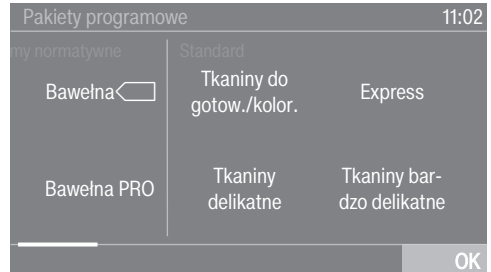 Pakiety programowe 11:02
my normatywne
Standard
Bawełna
Tkaniny do
gotow./kolor.
Express
Bawełna PRO
Tkaniny
delikatne
Tkaniny bar-
dzo delikatne
OK